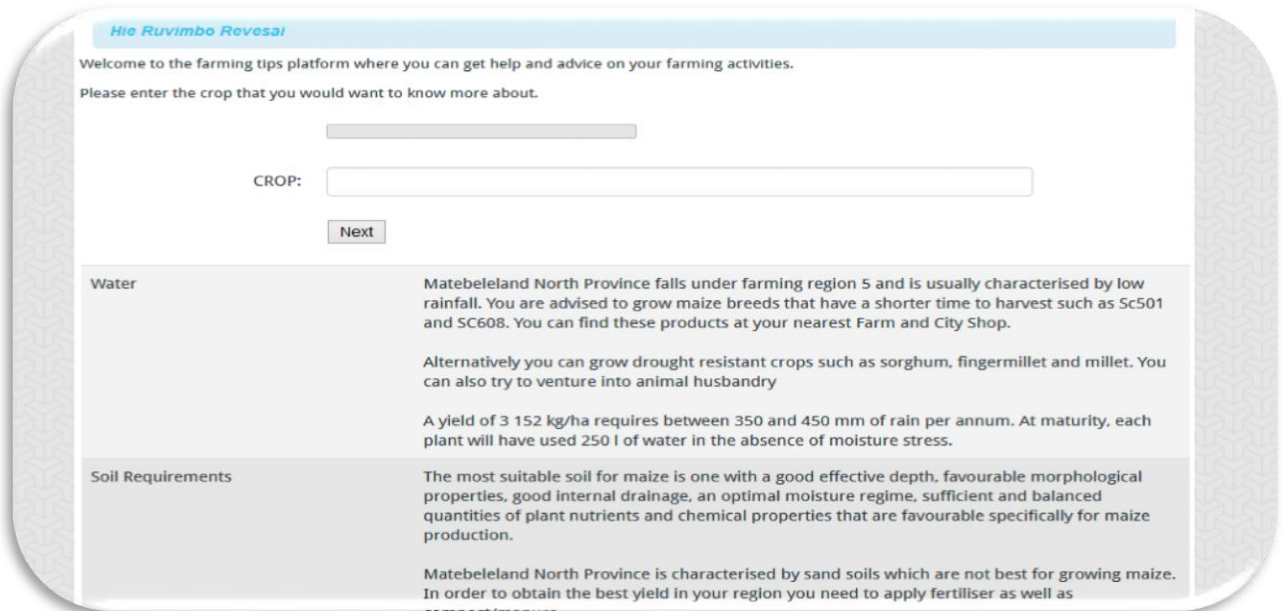 Hie Ruvimbo Revesai
Welcome to the farming tips platform where you can get help and advice on your farming activities.
Please enter the crop that you would want to know more about.
CROP:
Next
Water
Matebeleland North Province falls under farming region 5 and is usually characterised by low
rainfall. You are advised to grow maize breeds that have a shorter time to harvest such as Sc501
and SC608. You can find these products at your nearest Farm and City Shop.
Alternatively you can grow drought resistant crops such as sorghum, fingermillet and millet. You
can also try to venture into animal husbandry
A yield of 3 152 kg/ha requires between 350 and 450 mm of rain per annum. At maturity, each
plant will have used 250 l of water in the absence of moisture stress.
Soil Requirements
The most suitable soil for maize is one with a good effective depth, favourable morphological
properties, good internal drainage, an optimal moisture regime, sufficient and balanced
quantities of plant nutrients and chemical properties that are favourable specifically for maize
production.
Matebeleland North Province is characterised by sand soils which are not best for growing maize.
In order to obtain the best yield in your region you need to apply fertiliser as well as